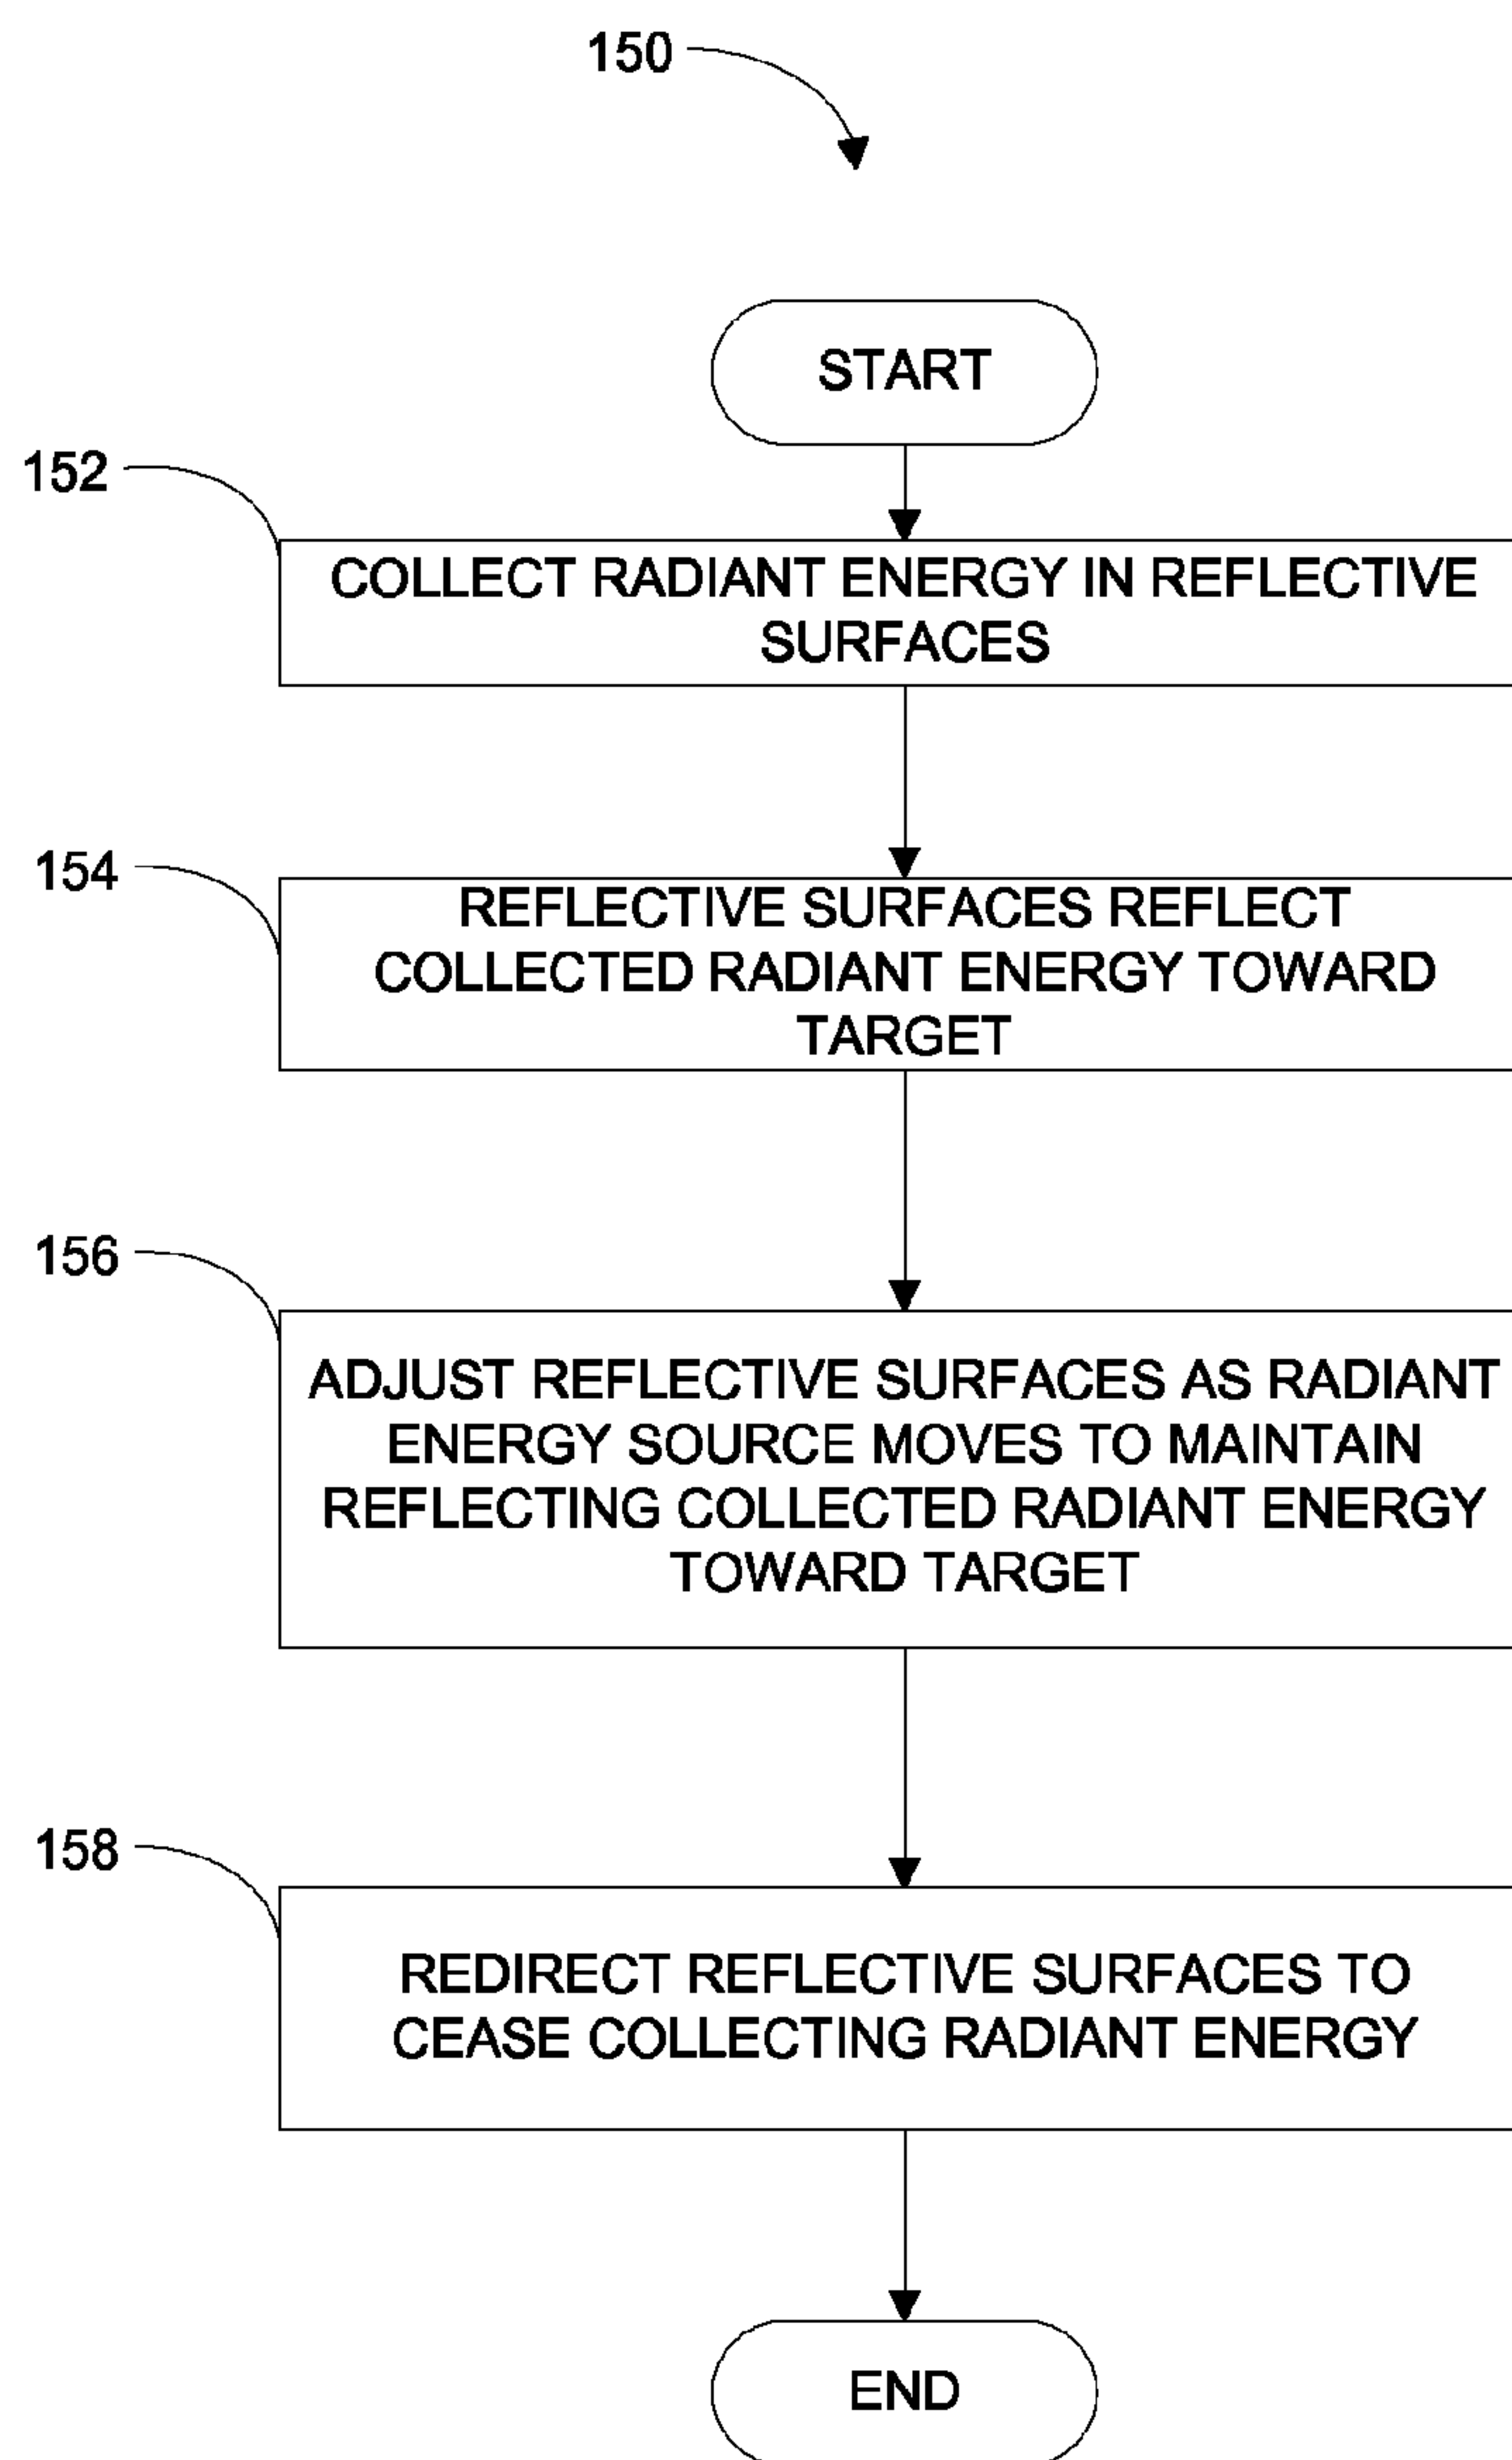 150
START
152
COLLECT RADIANT ENERGY IN REFLECTIVE
SURFACES
154
REFLECTIVE SURFACES REFLECT
COLLECTED RADIANT ENERGY TOWARD
TARGET
156
ADJUST REFLECTIVE SURFACES AS RADIANT
ENERGY SOURCE MOVES TO MAINTAIN
REFLECTING COLLECTED RADIANT ENERGY
TOWARD TARGET
158
REDIRECT REFLECTIVE SURFACES TO
CEASE COLLECTING RADIANT ENERGY
END